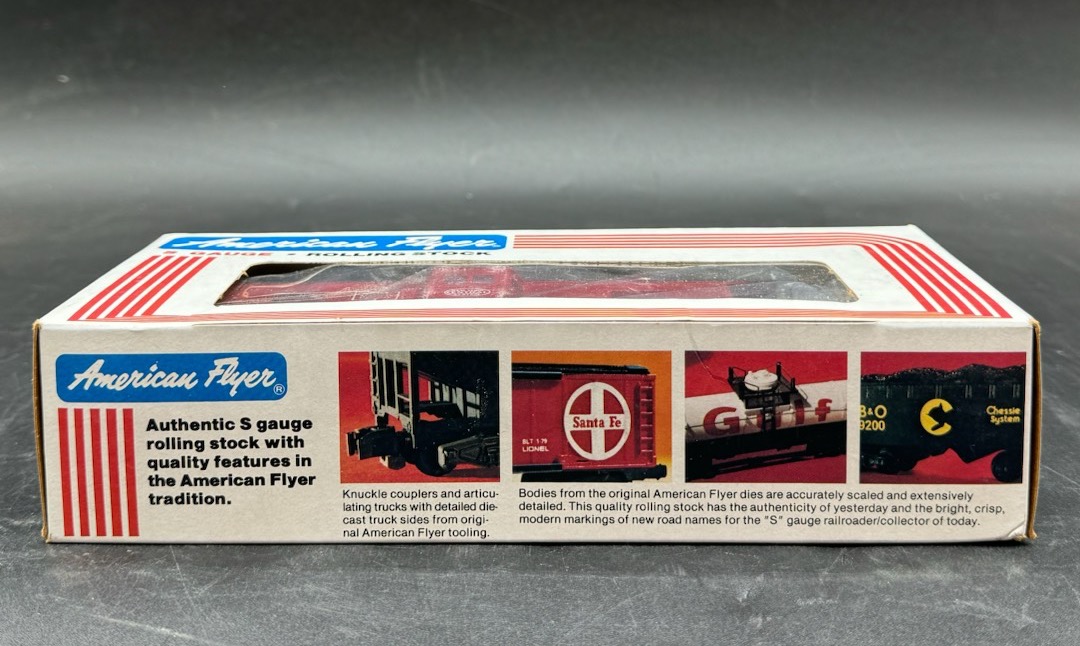 American Flyer
S GAUGE • ROLLING STOCK
American Flyer®
Authentic S gauge
rolling stock with
quality features in
the American Flyer
tradition.
Santa Fe
BLT 1-79
LIONEL
Gulf
B&O
9200
Chessie
System
Knuckle couplers and articu-
lating trucks with detailed die-
cast truck sides from origi-
nal American Flyer tooling.
Bodies from the original American Flyer dies are accurately scaled and extensively
detailed. This quality rolling stock has the authenticity of yesterday and the bright, crisp,
modern markings of new road names for the "S" gauge railroader/collector of today.